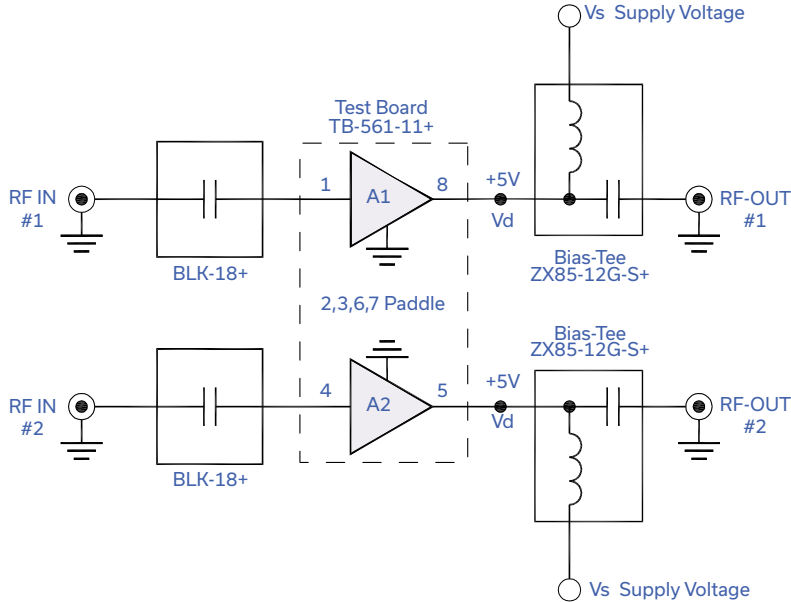 Vs Supply Voltage
Test Board
TB-561-11+
RF IN
#1
BLK-18+
1
A1
8
+5V
Vd
RF-OUT
#1
Bias-Tee
ZX85-12G-S+
2,3,6,7 Paddle
Bias-Tee
ZX85-12G-S+
RF IN
#2
BLK-18+
4
A2
5
+5V
Vd
RF-OUT
#2
Vs Supply Voltage